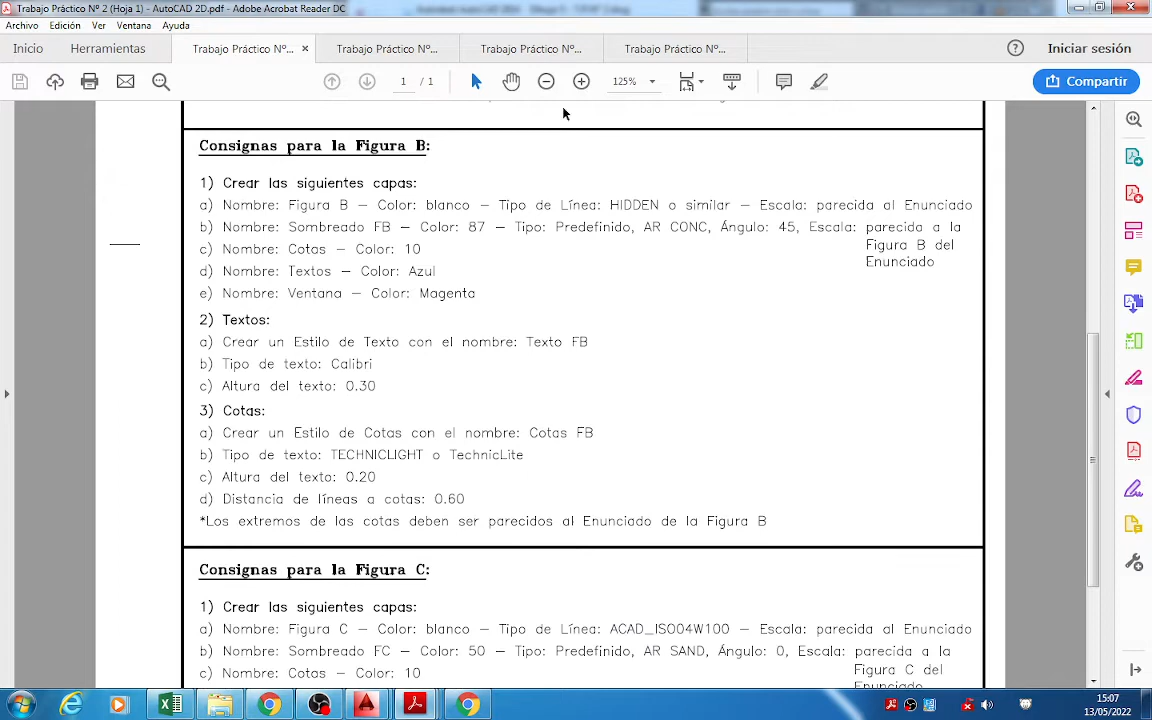 Trabajo Práctico Nº 2 (Hoja 1) - AutoCAD 2D.pdf - Adobe Acrobat Reader DC
Archivo Edición Ver Ventana Ayuda
Inicio Herramientas Trabajo Práctico Nº... × Trabajo Práctico Nº... Trabajo Práctico Nº... Trabajo Práctico Nº... Iniciar sesión
1 / 1 125% Compartir
Consignas para la Figura B:
1) Crear las siguientes capas:
a) Nombre: Figura B – Color: blanco – Tipo de Línea: HIDDEN o similar – Escala: parecida al Enunciado
b) Nombre: Sombreado FB – Color: 87 – Tipo: Predefinido, AR CONC, Ángulo: 45, Escala: parecida a la
Figura B del
Enunciado
c) Nombre: Cotas – Color: 10
d) Nombre: Textos – Color: Azul
e) Nombre: Ventana – Color: Magenta
2) Textos:
a) Crear un Estilo de Texto con el nombre: Texto FB
b) Tipo de texto: Calibri
c) Altura del texto: 0.30
3) Cotas:
a) Crear un Estilo de Cotas con el nombre: Cotas FB
b) Tipo de texto: TECHNICLIGHT o TechnicLite
c) Altura del texto: 0.20
d) Distancia de líneas a cotas: 0.60
*Los extremos de las cotas deben ser parecidos al Enunciado de la Figura B
Consignas para la Figura C:
1) Crear las siguientes capas:
a) Nombre: Figura C – Color: blanco – Tipo de Línea: ACAD_ISO04W100 – Escala: parecida al Enunciado
b) Nombre: Sombreado FC – Color: 50 – Tipo: Predefinido, AR SAND, Ángulo: 0, Escala: parecida a la
Figura C del
Enunciado
c) Nombre: Cotas – Color: 10
15:07
13/05/2022